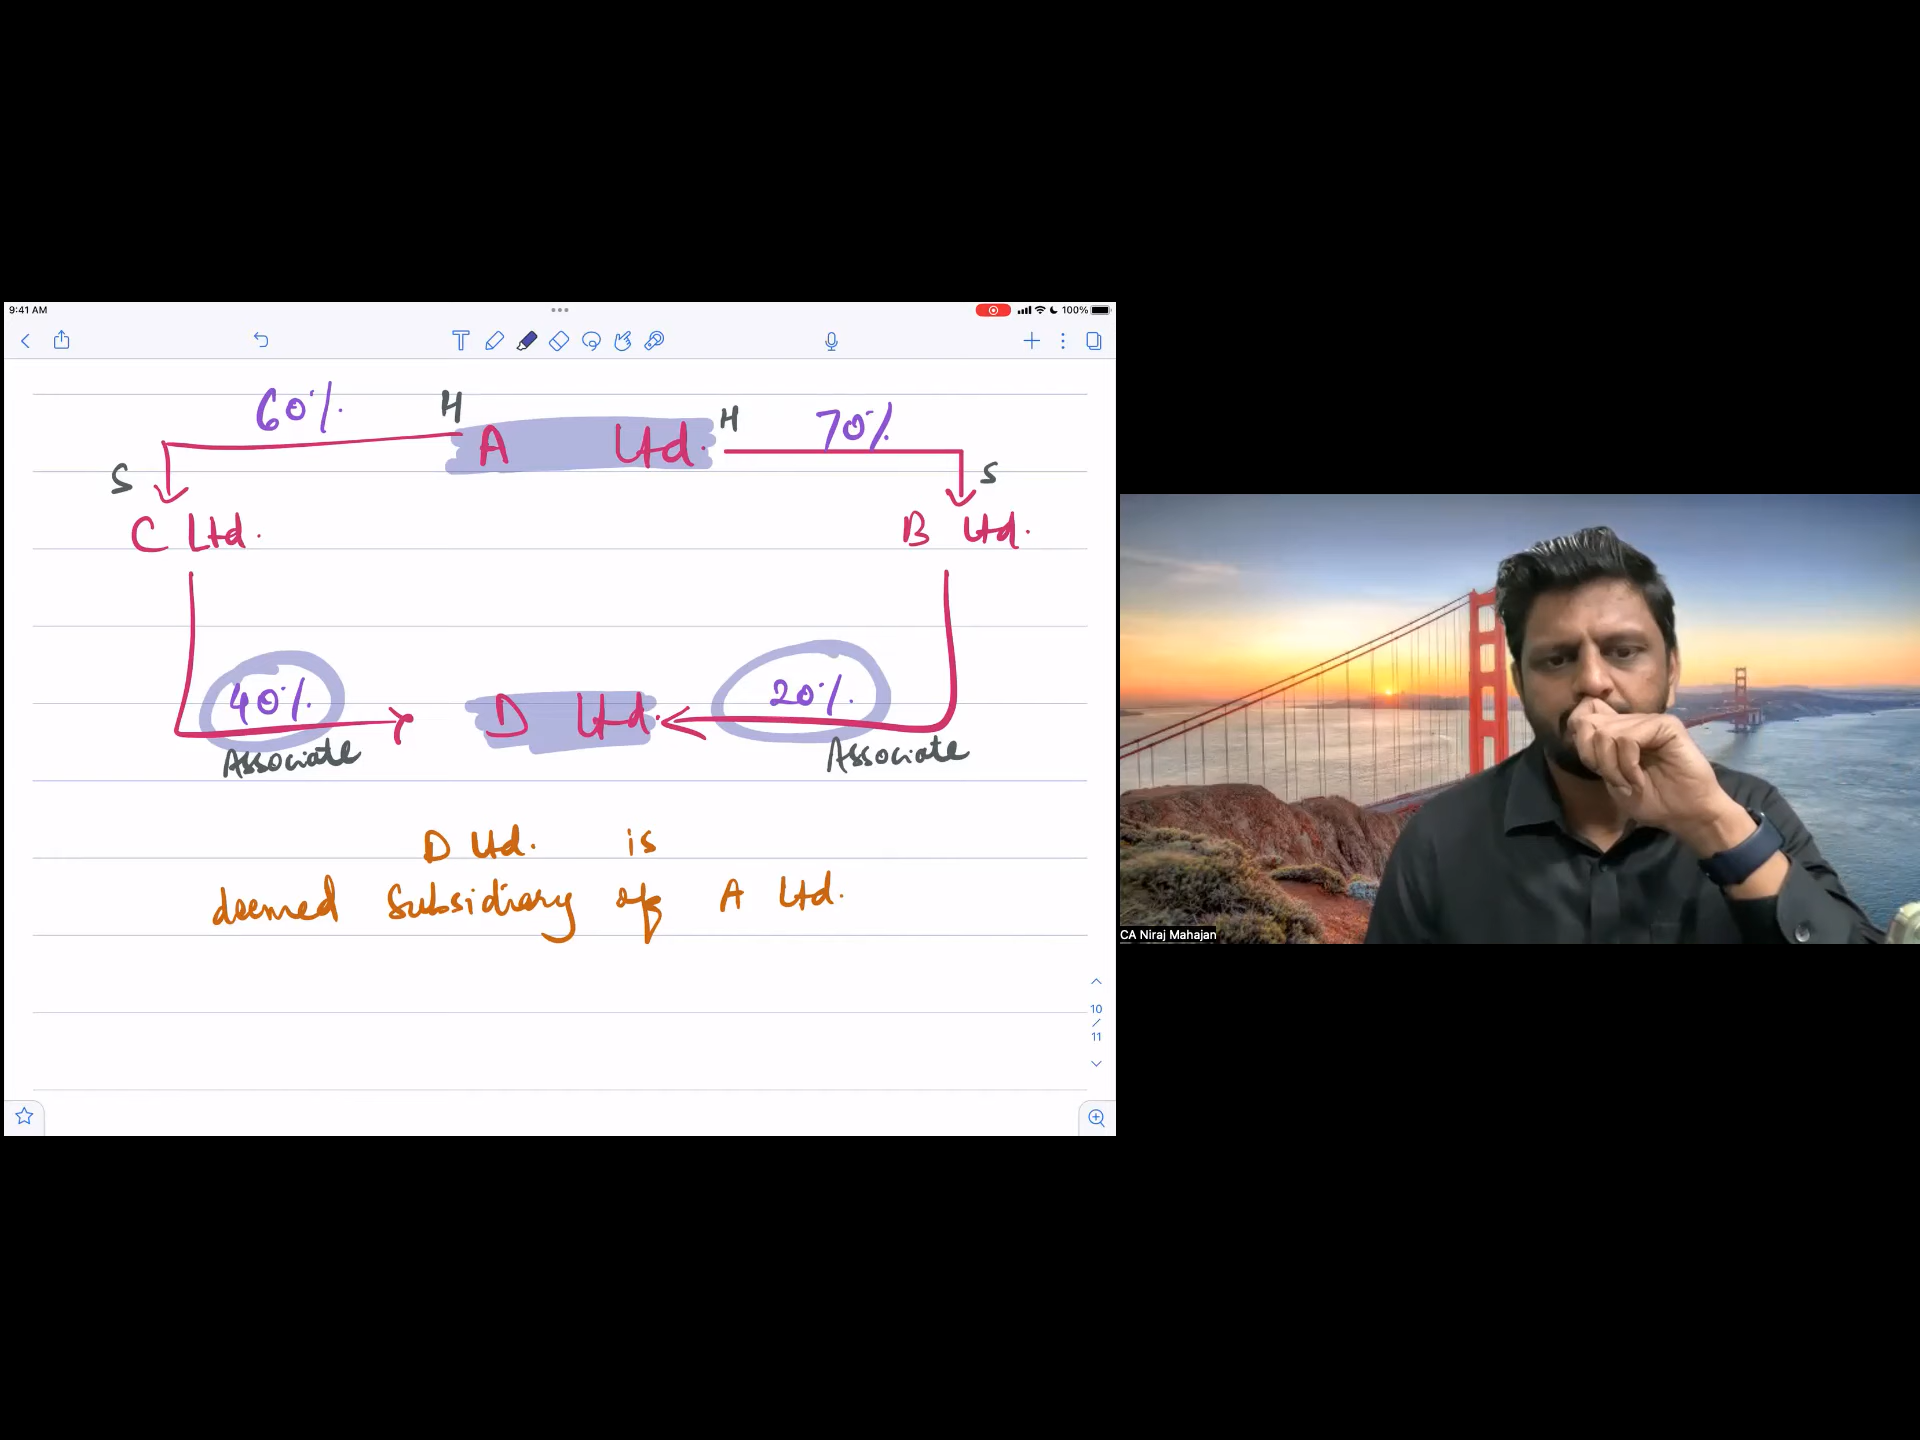 9:41 AM
100%
60% H A Ltd. H 70%
S S
C Ltd. B Ltd.
40% D Ltd. 20%
Associate Associate
D Ltd. is
deemed Subsidiary of A Ltd.
10
/
11
CA Niraj Mahajan